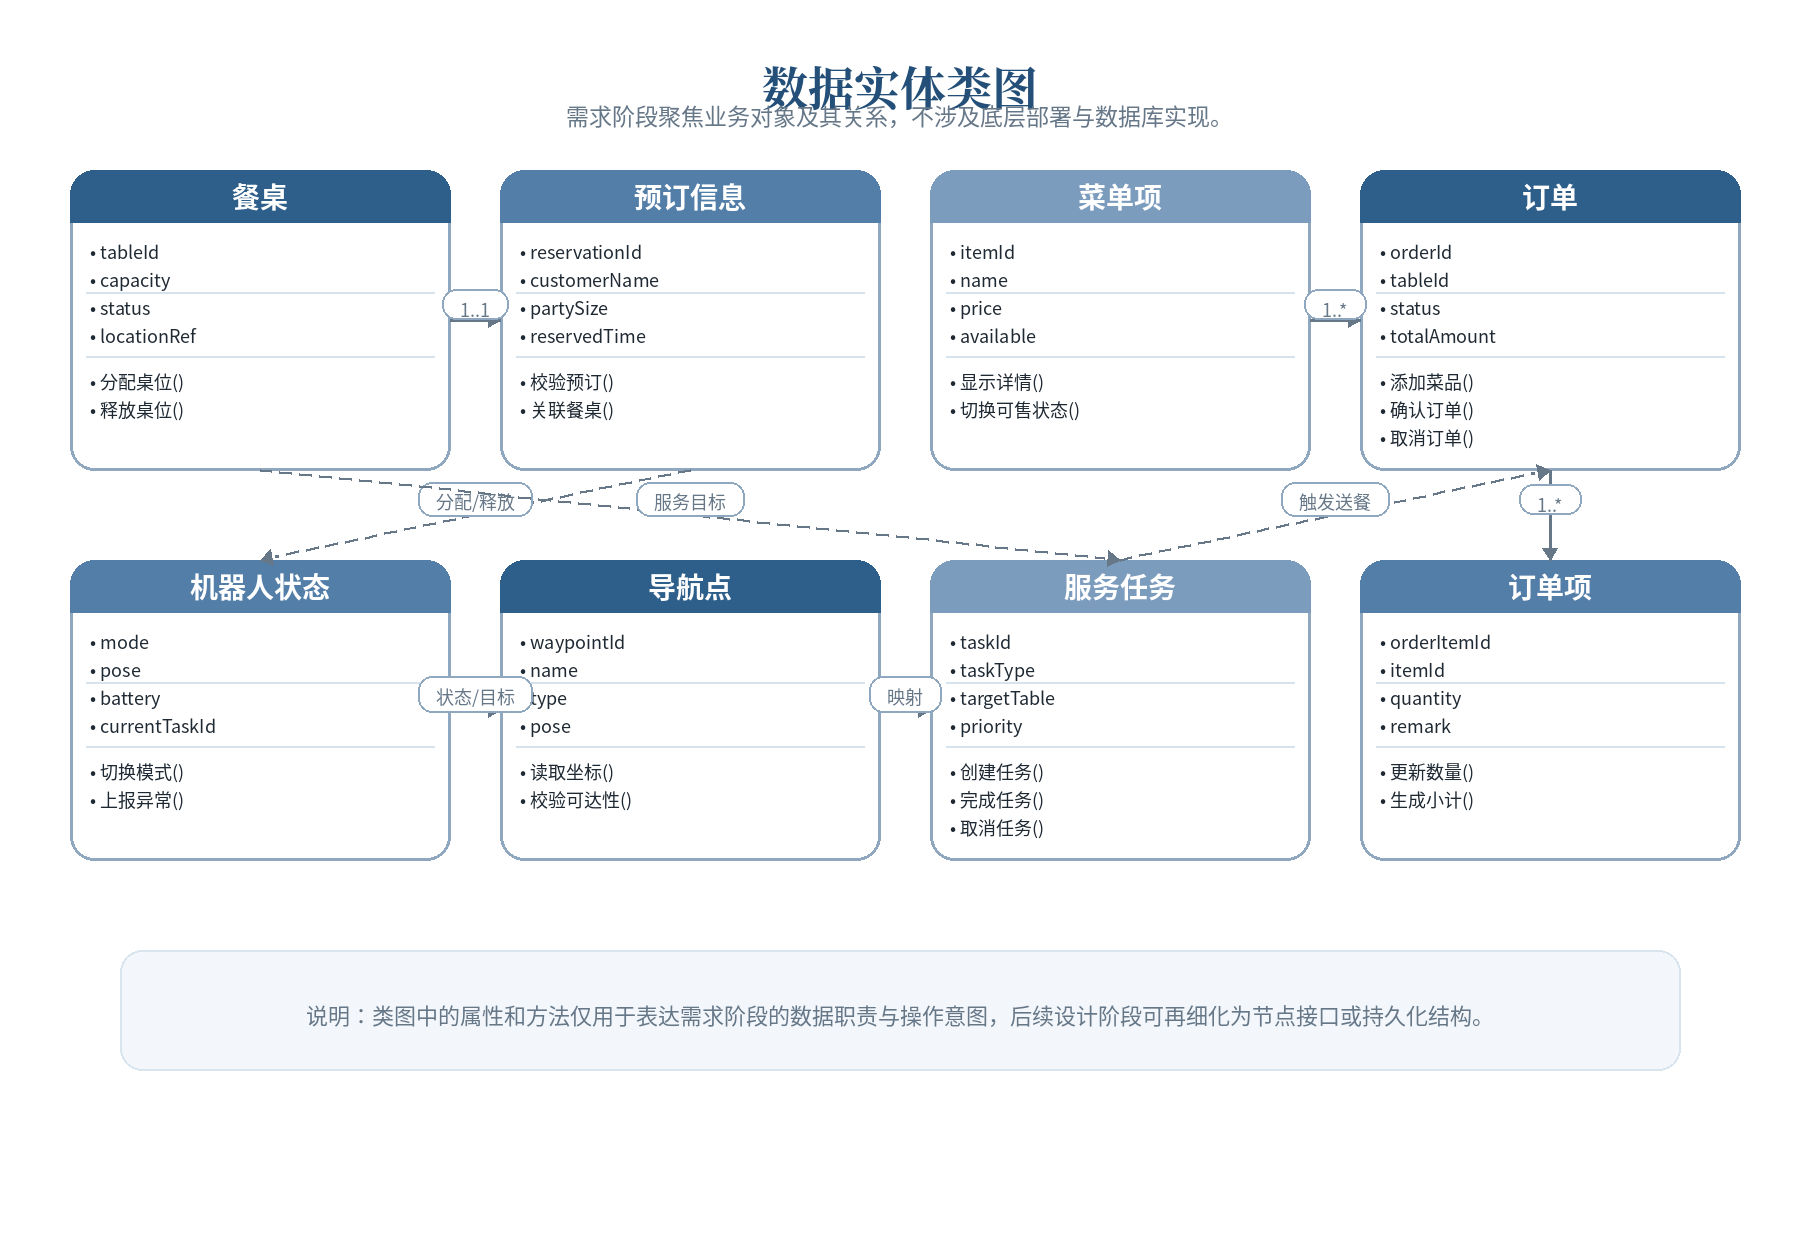 数据实体类图
需求阶段聚焦业务对象及其关系，不涉及底层部署与数据库实现。
餐桌
• tableId
• capacity
• status
• locationRef
• 分配桌位()
• 释放桌位()
1..1
预订信息
• reservationId
• customerName
• partySize
• reservedTime
• 校验预订()
• 关联餐桌()
菜单项
• itemId
• name
• price
• available
• 显示详情()
• 切换可售状态()
1..*
订单
• orderId
• tableId
• status
• totalAmount
• 添加菜品()
• 确认订单()
• 取消订单()
分配/释放
服务目标
触发送餐
1..*
机器人状态
• mode
• pose
• battery
• currentTaskId
• 切换模式()
• 上报异常()
状态/目标
导航点
• waypointId
• name
type
• pose
• 读取坐标()
• 校验可达性()
映射
服务任务
• taskId
• taskType
• targetTable
• priority
• 创建任务()
• 完成任务()
• 取消任务()
订单项
• orderItemId
• itemId
• quantity
• remark
• 更新数量()
• 生成小计()
说明：类图中的属性和方法仅用于表达需求阶段的数据职责与操作意图，后续设计阶段可再细化为节点接口或持久化结构。